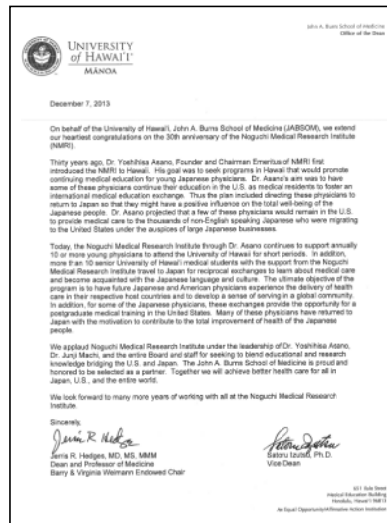 John A. Burns School of Medicine
Office of the Dean
UNIVERSITY
of HAWAI'I®
MĀNOA
December 7, 2013
On behalf of the University of Hawai'i, John A. Burns School of Medicine (JABSOM), we extend
our heartiest congratulations on the 30th anniversary of the Noguchi Medical Research Institute
(NMRI).
Thirty years ago, Dr. Yoshihisa Asano, Founder and Chairman Emeritus of NMRI first
introduced the NMRI to Hawaii. His goal was to seek programs in Hawaii that would promote
continuing medical education for young Japanese physicians. Dr. Asano's aim was to have
some of these physicians continue their education in the U.S. as medical residents to foster an
international medical education exchange. Thus the plan included directing these physicians to
return to Japan so that they might have a positive influence on the total well-being of the
Japanese people. Dr. Asano projected that a few of these physicians would remain in the U.S.
to provide medical care to the thousands of non-English speaking Japanese who were migrating
to the United States under the auspices of large Japanese businesses.
Today, the Noguchi Medical Research Institute through Dr. Asano continues to support annually
10 or more young physicians to attend the University of Hawaii for short periods. In addition,
more than 10 senior University of Hawai'i medical students with the support from the Noguchi
Medical Research Institute travel to Japan for reciprocal exchanges to learn about medical care
and become acquainted with the Japanese language and culture. The ultimate objective of the
program is to have future Japanese and American physicians experience the delivery of health
care in their respective host countries and to develop a sense of serving in a global community.
In addition, for some of the Japanese physicians, these exchanges provide the opportunity for a
postgraduate medical training in the United States. Many of these physicians have returned to
Japan with the motivation to contribute to the total improvement of health of the Japanese
people.
We applaud Noguchi Medical Research Institute under the leadership of Dr. Yoshihisa Asano,
Dr. Junji Machi, and the entire Board and staff for seeking to blend educational and research
knowledge bridging the U.S. and Japan. The John A. Burns School of Medicine is proud and
honored to be selected as a partner. Together we will achieve better health care for all in
Japan, U.S., and the entire world.
We look forward to many more years of working with all at the Noguchi Medical Research
Institute.
Sincerely,
Jerris R. Hedges, MD, MS, MMM
Dean and Professor of Medicine
Barry & Virginia Weinman Endowed Chair
Satoru Izutsu, Ph.D.
Vice Dean
651 Ilalo Street
Medical Education Building
Honolulu, Hawai'i 96813
An Equal Opportunity/Affirmative Action Institution